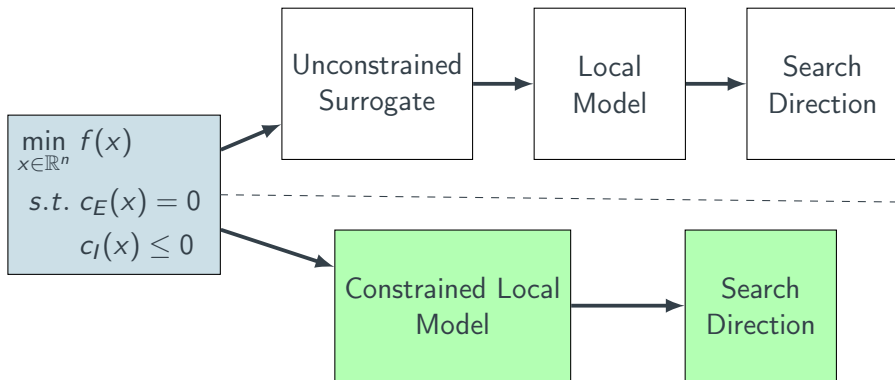 Unconstrained
Surrogate
Local
Model
Search
Direction
min f(x)
x∈ℝⁿ
s.t. c_E(x) = 0
c_I(x) ≤ 0
Constrained Local
Model
Search
Direction